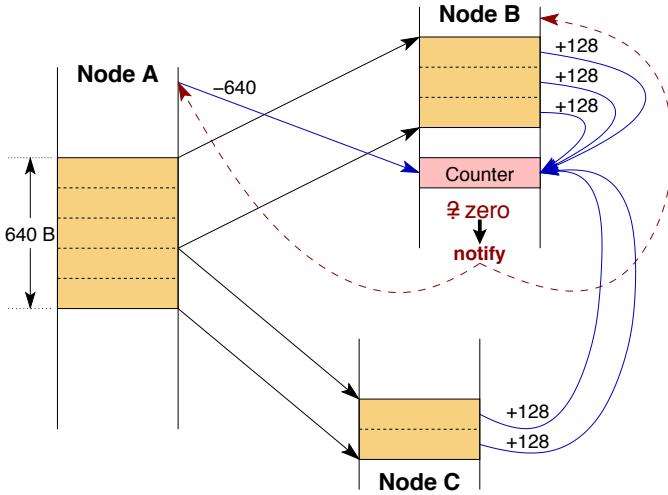 Node B
Node A
+128
−640
+128
+128
Counter
≟ zero
640 B
notify
+128
+128
Node C